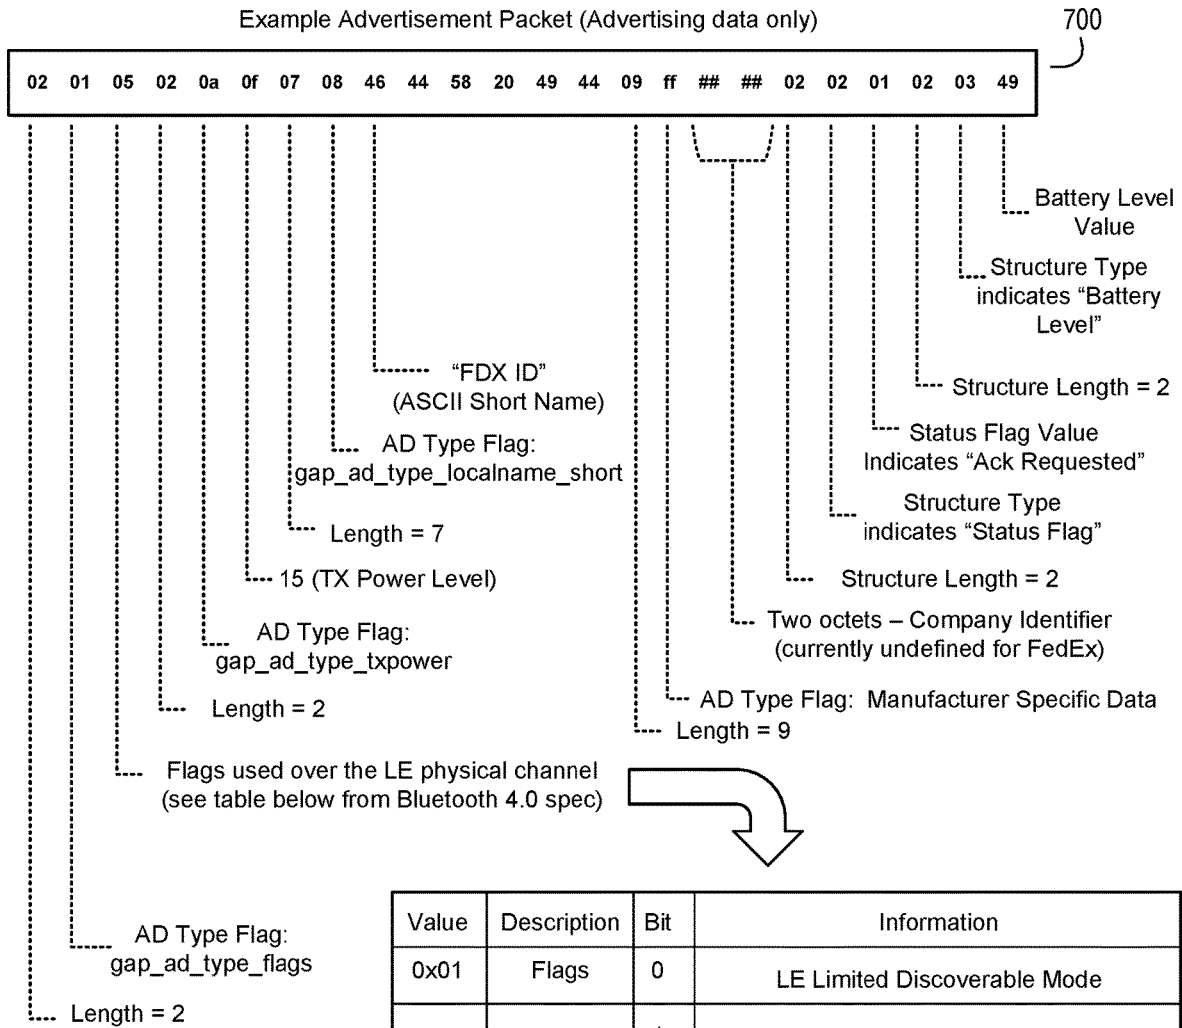 Example Advertisement Packet (Advertising data only)
700
02 01 05 02 0a 0f 07 08 46 44 58 20 49 44 09 ff ## ## 02 02 01 02 03 49
Battery Level
Value
Structure Type
indicates “Battery
Level”
“FDX ID”
(ASCII Short Name)
Structure Length = 2
AD Type Flag:
gap_ad_type_localname_short
Status Flag Value
Indicates “Ack Requested”
Length = 7
Structure Type
indicates “Status Flag”
15 (TX Power Level)
Structure Length = 2
AD Type Flag:
gap_ad_type_txpower
Two octets – Company Identifier
(currently undefined for FedEx)
Length = 2
AD Type Flag: Manufacturer Specific Data
Length = 9
Flags used over the LE physical channel
(see table below from Bluetooth 4.0 spec)
AD Type Flag:
gap_ad_type_flags
Length = 2
Value Description Bit Information
0x01 Flags 0 LE Limited Discoverable Mode